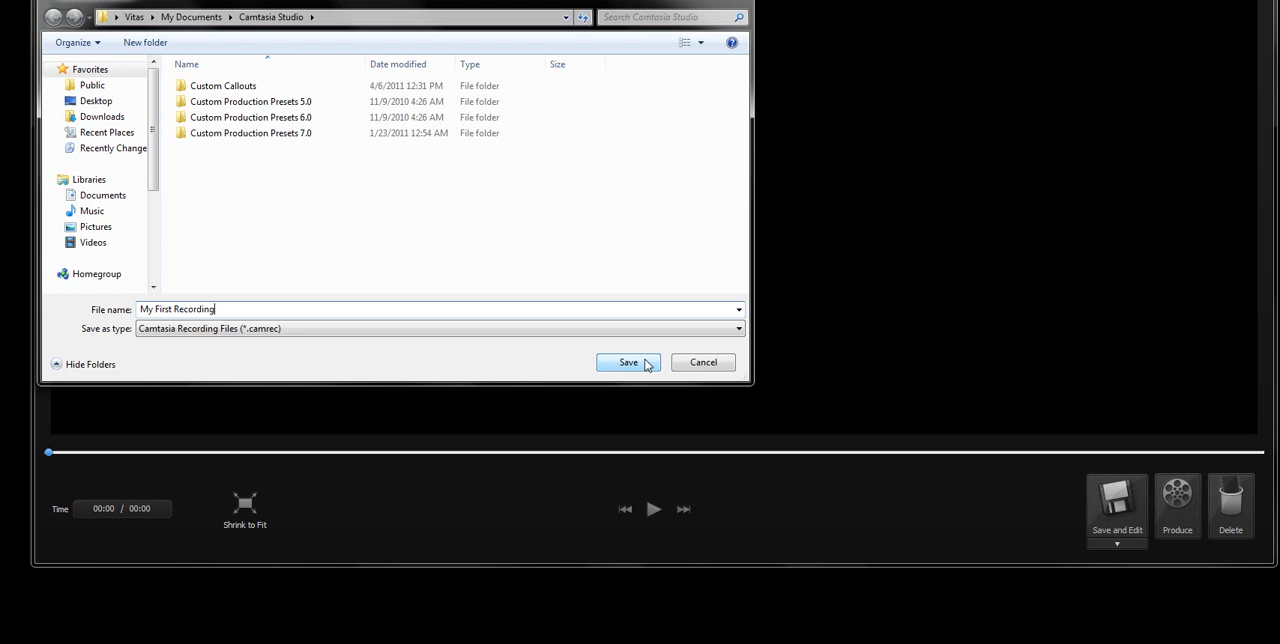 Vitas My Documents Camtasia Studio Search Camtasia Studio
Organize New folder
Name Date modified Type Size
Favorites
Public
Desktop
Downloads
Recent Places
Recently Change
Libraries
Documents
Music
Pictures
Videos
Homegroup
Custom Callouts 4/6/2011 12:31 PM File folder
Custom Production Presets 5.0 11/9/2010 4:26 AM File folder
Custom Production Presets 6.0 11/9/2010 4:26 AM File folder
Custom Production Presets 7.0 1/23/2011 12:54 AM File folder
File name: My First Recording
Save as type: Camtasia Recording Files (*.camrec)
Hide Folders Save Cancel
Time 00:00 / 00:00
Shrink to Fit
Save and Edit Produce Delete